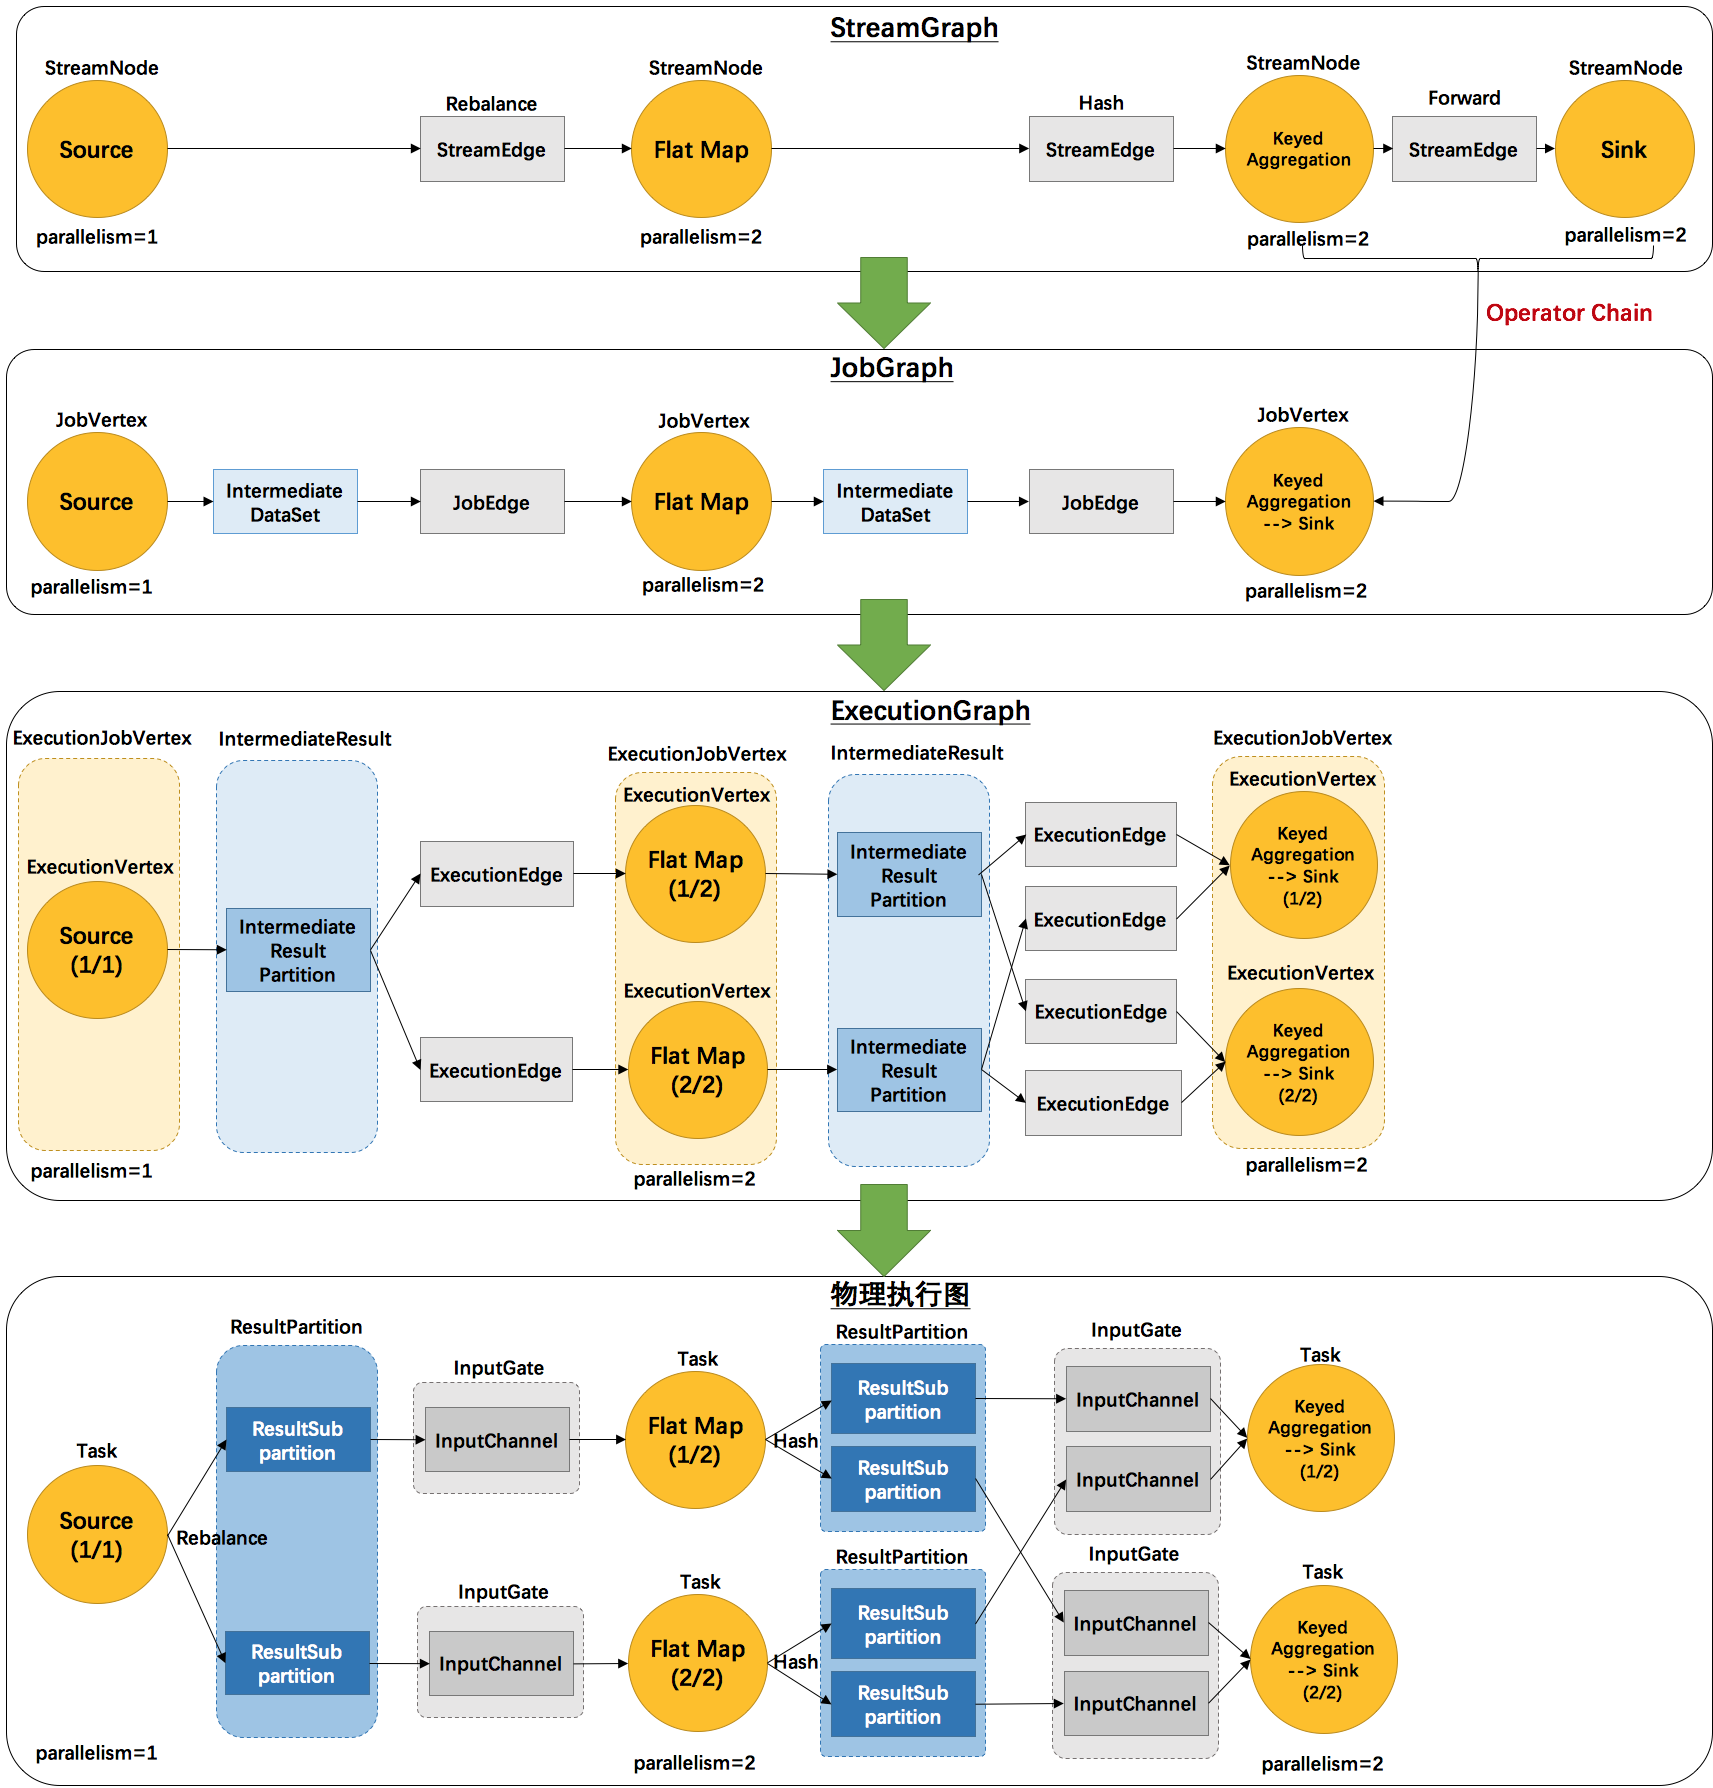 StreamGraph
StreamNode
StreamNode
StreamNode
StreamNode
Rebalance
Hash
Forward
Source
StreamEdge
Flat Map
StreamEdge
Keyed
Aggregation
StreamEdge
Sink
parallelism=1
parallelism=2
parallelism=2
parallelism=2
Operator Chain
JobGraph
JobVertex
JobVertex
JobVertex
Source
Intermediate
DataSet
JobEdge
Flat Map
Intermediate
DataSet
JobEdge
Keyed
Aggregation
--> Sink
parallelism=1
parallelism=2
parallelism=2
ExecutionGraph
ExecutionJobVertex
IntermediateResult
ExecutionJobVertex
IntermediateResult
ExecutionJobVertex
ExecutionVertex
Source
(1/1)
Intermediate
Result
Partition
ExecutionEdge
ExecutionEdge
ExecutionVertex
Flat Map
(1/2)
ExecutionVertex
Flat Map
(2/2)
Intermediate
Result
Partition
Intermediate
Result
Partition
ExecutionEdge
ExecutionEdge
ExecutionEdge
ExecutionEdge
ExecutionVertex
Keyed
Aggregation
--> Sink
(1/2)
ExecutionVertex
Keyed
Aggregation
--> Sink
(2/2)
parallelism=1
parallelism=2
parallelism=2
物理执行图
Task
Source
(1/1)
Rebalance
ResultPartition
ResultSub
partition
ResultSub
partition
InputGate
InputChannel
InputGate
InputChannel
Task
Flat Map
(1/2)
Hash
Task
Flat Map
(2/2)
Hash
ResultPartition
ResultSub
partition
ResultSub
partition
ResultPartition
ResultSub
partition
ResultSub
partition
InputGate
InputChannel
InputChannel
InputGate
InputChannel
InputChannel
Task
Keyed
Aggregation
--> Sink
(1/2)
Task
Keyed
Aggregation
--> Sink
(2/2)
parallelism=1
parallelism=2
parallelism=2